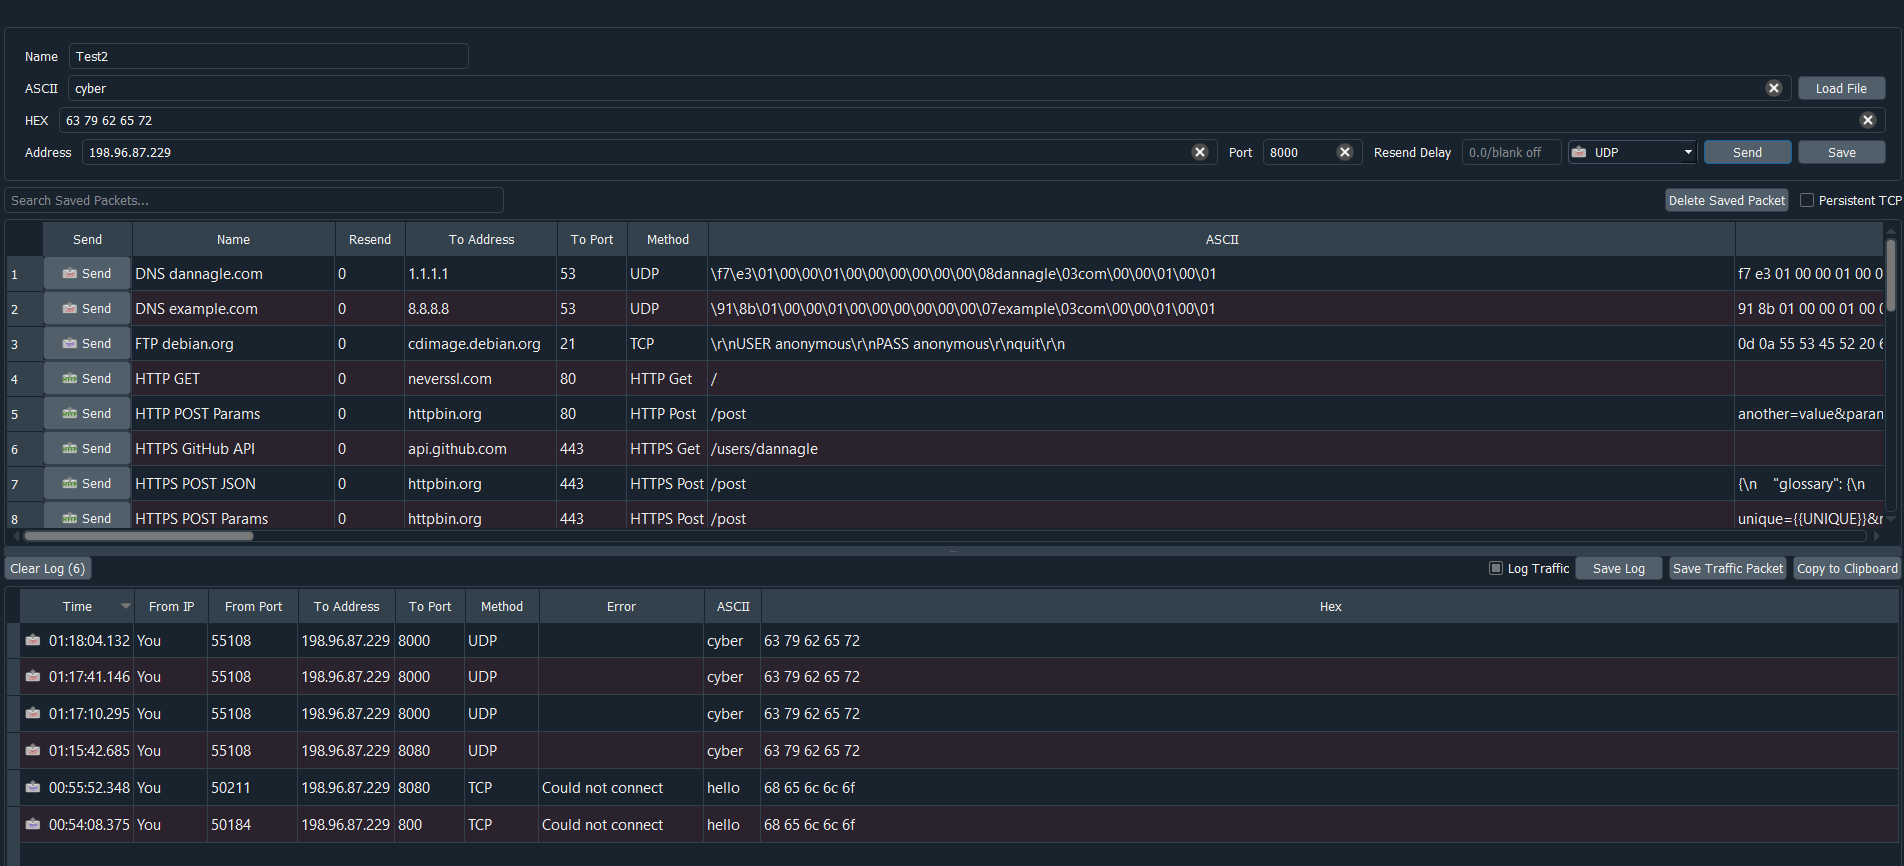 Name Test2
ASCII cyber Load File
HEX 63 79 62 65 72
Address 198.96.87.229 Port 8000 Resend Delay 0.0/blank off UDP Send Save
Search Saved Packets... Delete Saved Packet Persistent TCP
Send Name Resend To Address To Port Method ASCII
1 Send DNS dannagle.com 0 1.1.1.1 53 UDP \f7\e3\01\00\00\01\00\00\00\00\00\00\08dannagle\03com\00\00\01\00\01 f7 e3 01 00 00 01 00 0
2 Send DNS example.com 0 8.8.8.8 53 UDP \91\8b\01\00\00\01\00\00\00\00\00\00\07example\03com\00\00\01\00\01 91 8b 01 00 00 01 00 0
3 Send FTP debian.org 0 cdimage.debian.org 21 TCP \r\nUSER anonymous\r\nPASS anonymous\r\nquit\r\n 0d 0a 55 53 45 52 20 6
4 Send HTTP GET 0 neverssl.com 80 HTTP Get /
5 Send HTTP POST Params 0 httpbin.org 80 HTTP Post /post another=value&param
6 Send HTTPS GitHub API 0 api.github.com 443 HTTPS Get /users/dannagle
7 Send HTTPS POST JSON 0 httpbin.org 443 HTTPS Post /post {\n "glossary": {\n
8 Send HTTPS POST Params 0 httpbin.org 443 HTTPS Post /post unique={{UNIQUE}}&r
Clear Log (6) Log Traffic Save Log Save Traffic Packet Copy to Clipboard
Time From IP From Port To Address To Port Method Error ASCII Hex
01:18:04.132 You 55108 198.96.87.229 8000 UDP cyber 63 79 62 65 72
01:17:41.146 You 55108 198.96.87.229 8000 UDP cyber 63 79 62 65 72
01:17:10.295 You 55108 198.96.87.229 8000 UDP cyber 63 79 62 65 72
01:15:42.685 You 55108 198.96.87.229 8080 UDP cyber 63 79 62 65 72
00:55:52.348 You 50211 198.96.87.229 8080 TCP Could not connect hello 68 65 6c 6c 6f
00:54:08.375 You 50184 198.96.87.229 800 TCP Could not connect hello 68 65 6c 6c 6f